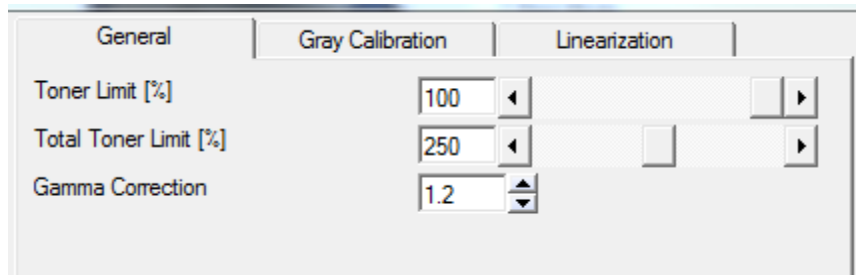 General Gray Calibration Linearization
Toner Limit [%] 100
Total Toner Limit [%] 250
Gamma Correction 1.2